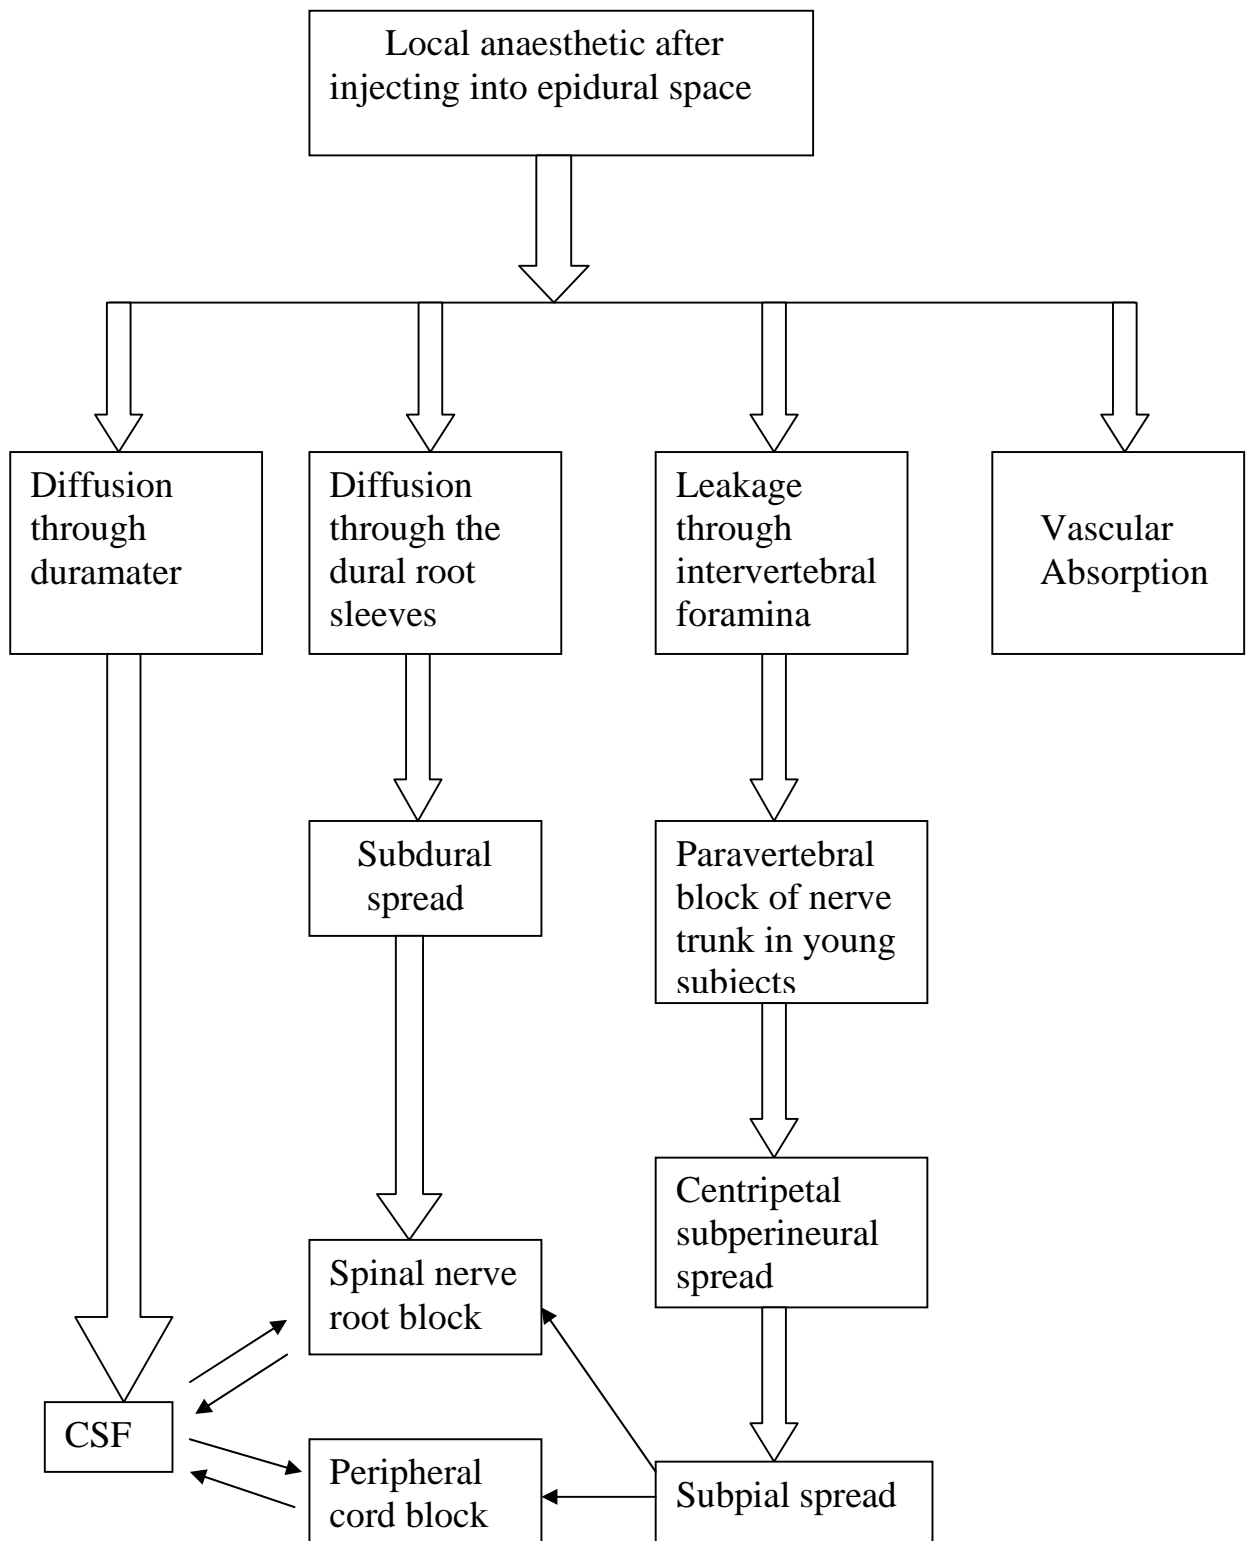 Local anaesthetic after
injecting into epidural space
Diffusion
through
duramater
Diffusion
through the
dural root
sleeves
Leakage
through
intervertebral
foramina
Vascular
Absorption
Subdural
spread
Paravertebral
block of nerve
trunk in young
subjects
Centripetal
subperineural
spread
Spinal nerve
root block
CSF
Peripheral
cord block
Subpial spread